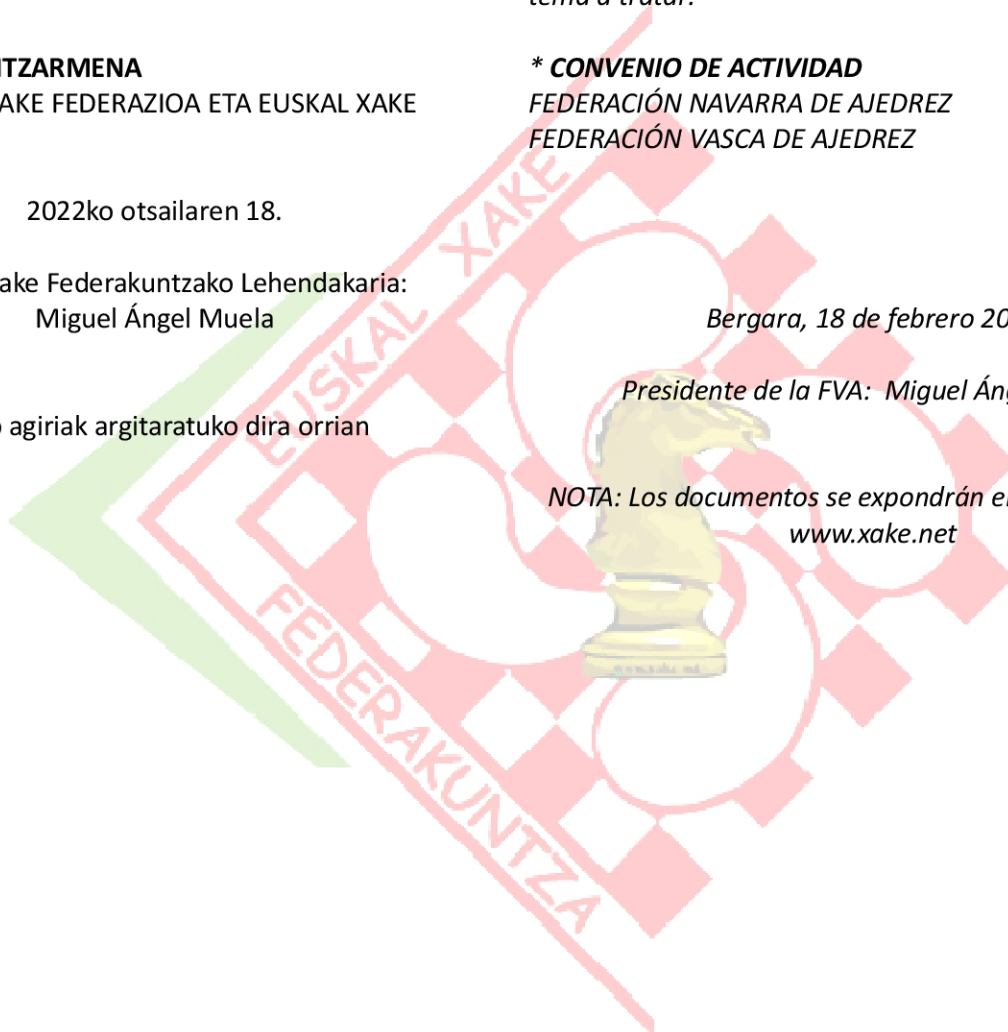 NTZARMENA
AKE FEDERAZIOA ETA EUSKAL XAKE
2022ko otsailaren 18.
ake Federakuntzako Lehendakaria:
Miguel Ángel Muela
agiriak argitaratuko dira orrian
tema a tratar.
* CONVENIO DE ACTIVIDAD
FEDERACIÓN NAVARRA DE AJEDREZ
FEDERACIÓN VASCA DE AJEDREZ
Bergara, 18 de febrero 20
Presidente de la FVA: Miguel Áng
NOTA: Los documentos se expondrán e
www.xake.net
EUSKAL XAKE
FEDERAKUNTZA